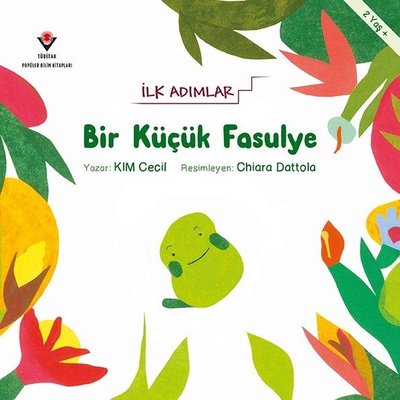 2 Yaş +
TÜBİTAK
POPÜLER BİLİM KİTAPLARI
İLK ADIMLAR
Bir Küçük Fasulye
Yazar: KIM Cecil Resimleyen: Chiara Dattola